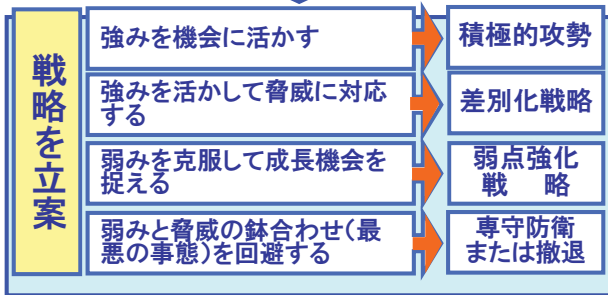 戦略を立案
強みを機会に活かす
積極的攻勢
強みを活かして脅威に対応
する
差別化戦略
弱みを克服して成長機会を
捉える
弱点強化
戦　略
弱みと脅威の鉢合わせ(最
悪の事態)を回避する
専守防衛
または撤退